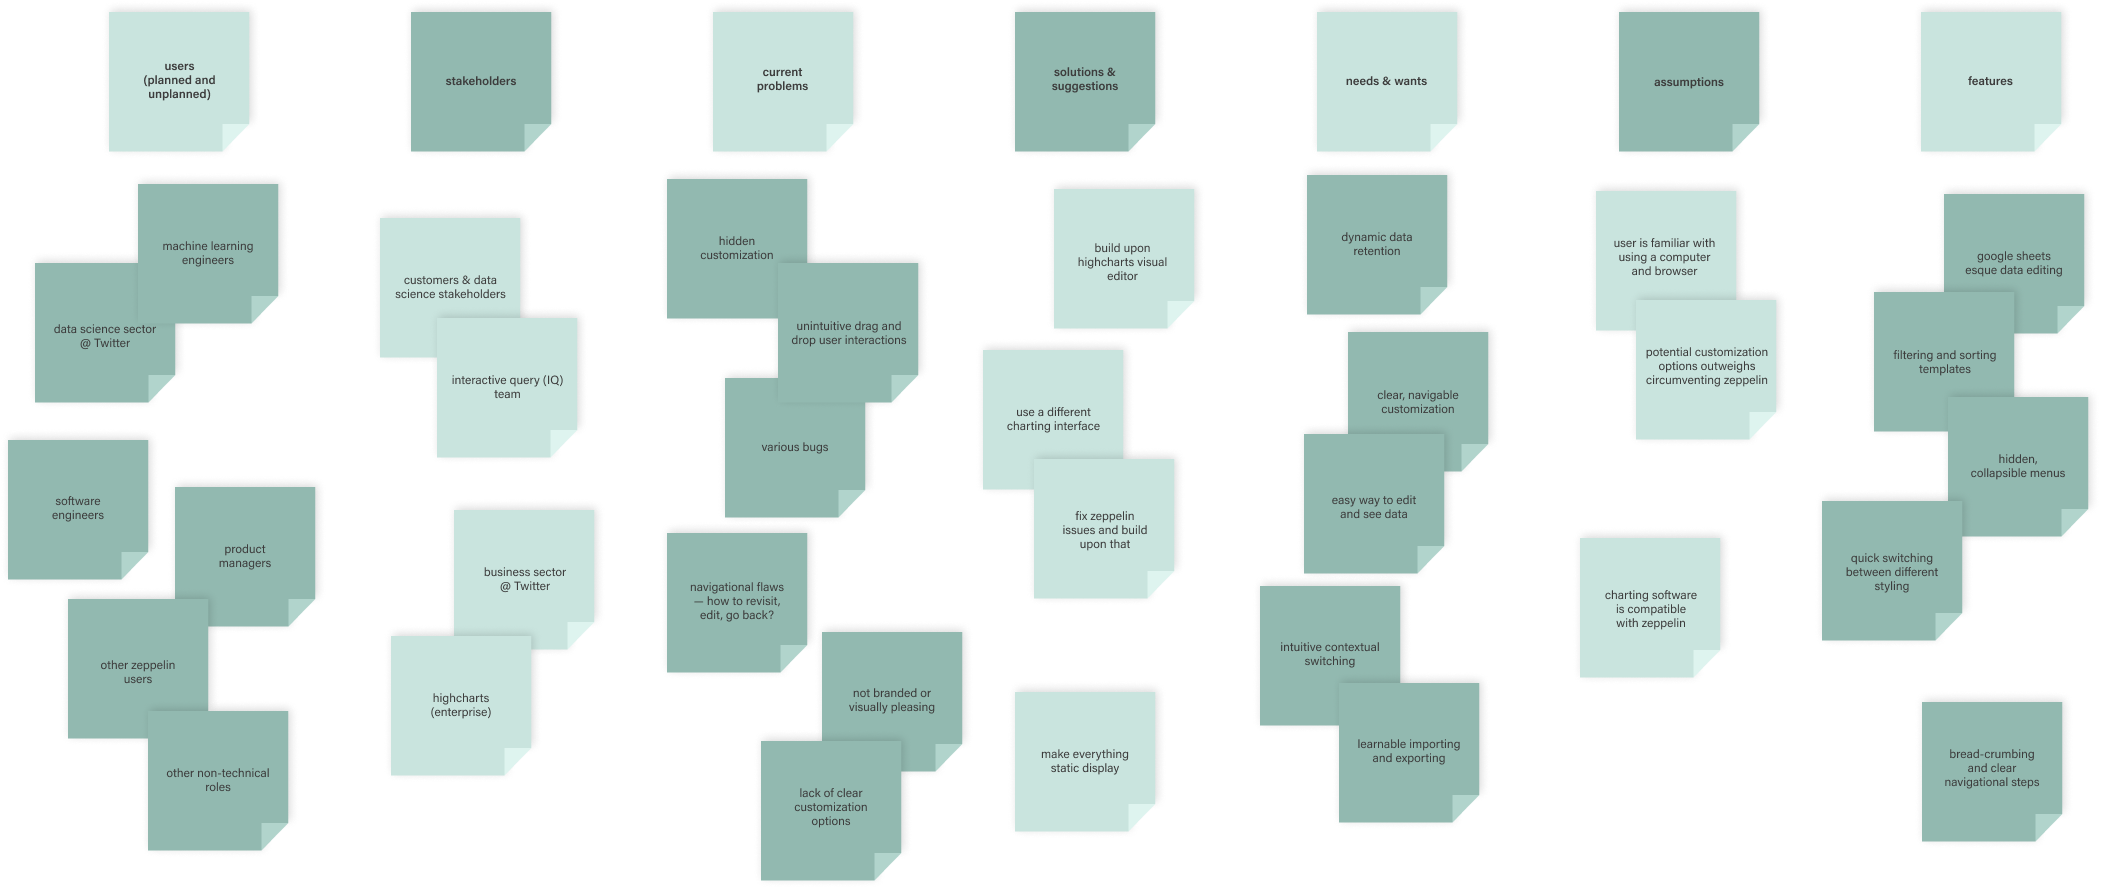 users
(planned and
unplanned)
stakeholders
current
problems
solutions &
suggestions
needs & wants
assumptions
features
machine learning
engineers
data science sector
@ Twitter
software
engineers
product
managers
other zeppelin
users
other non-technical
roles
customers & data
science stakeholders
interactive query (IQ)
team
business sector
@ Twitter
highcharts
(enterprise)
hidden
customization
unintuitive drag and
drop user interactions
various bugs
navigational flaws
— how to revisit,
edit, go back?
not branded or
visually pleasing
lack of clear
customization
options
build upon
highcharts visual
editor
use a different
charting interface
fix zeppelin
issues and build
upon that
make everything
static display
dynamic data
retention
clear, navigable
customization
easy way to edit
and see data
intuitive contextual
switching
learnable importing
and exporting
user is familiar with
using a computer
and browser
potential customization
options outweighs
circumventing zeppelin
charting software
is compatible
with zeppelin
google sheets
esque data editing
filtering and sorting
templates
hidden,
collapsible menus
quick switching
between different
styling
bread-crumbing
and clear
navigational steps